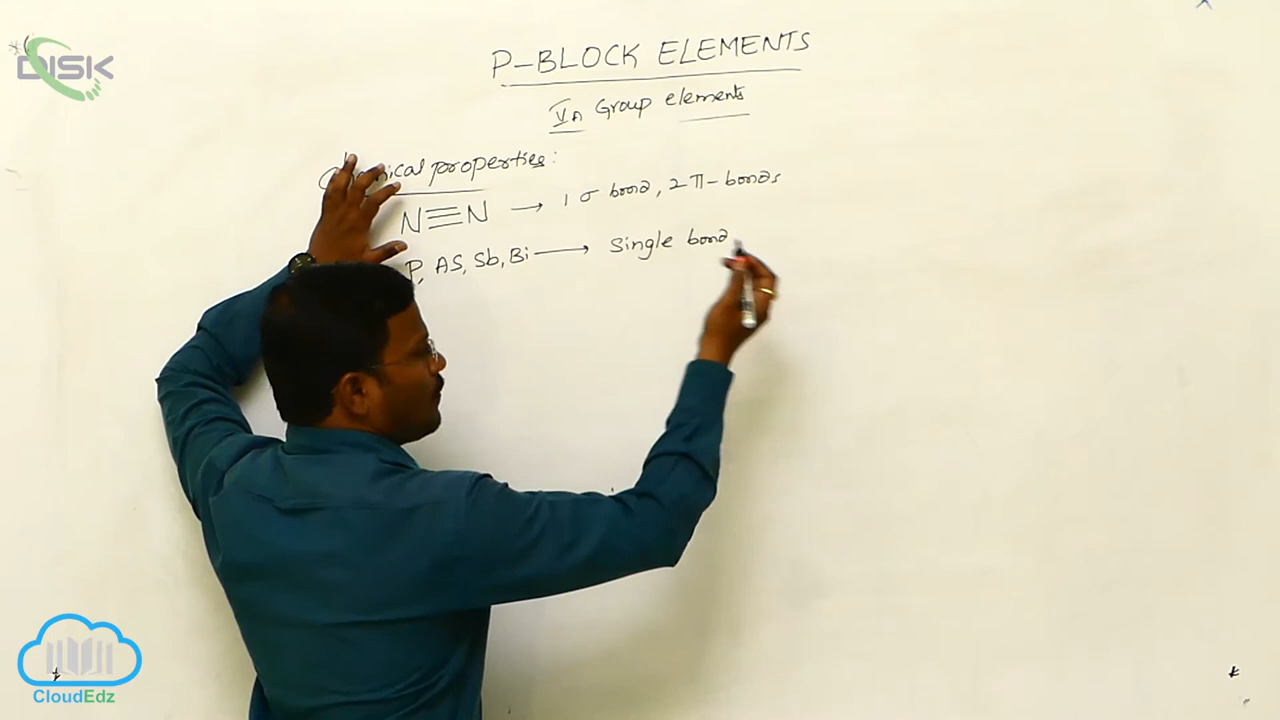 DISK
P-BLOCK ELEMENTS
VA Group elements
Chemical properties:
N≡N → 1 σ bond, 2 π-bonds
P, AS, Sb, Bi → Single bond
CloudEdz